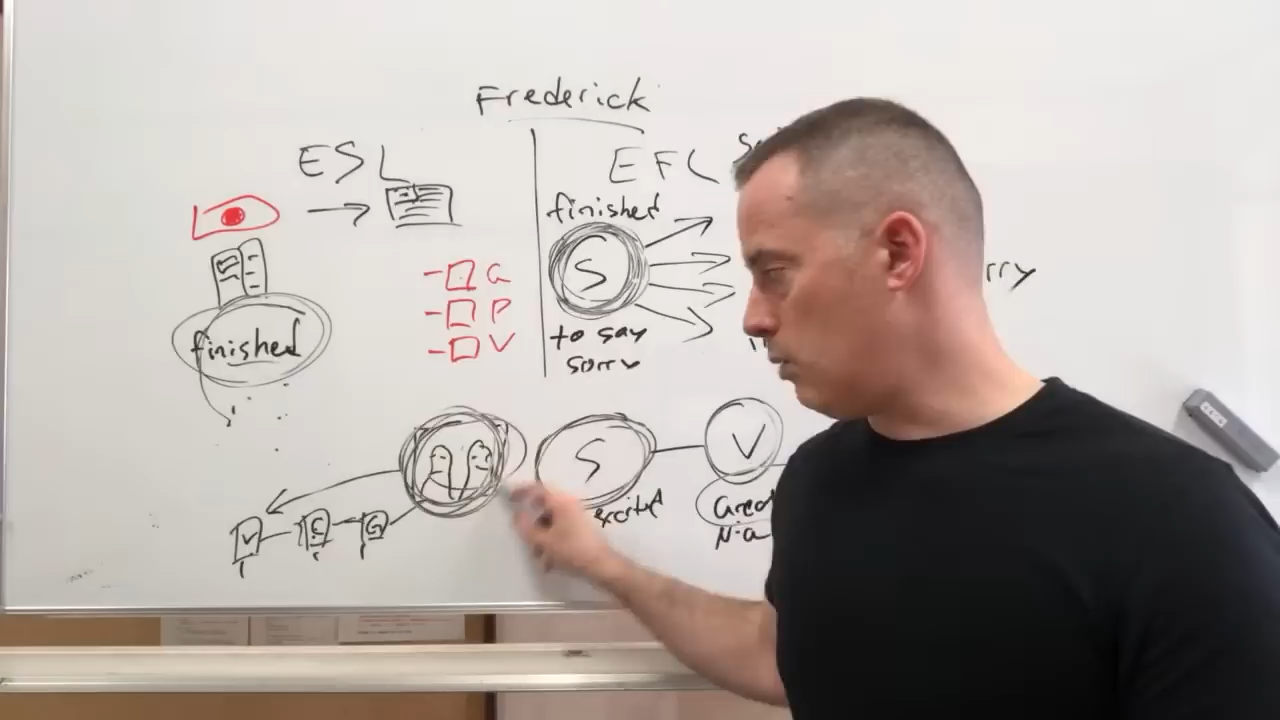 Frederick
ESL
EFL
finished
S
G
P
V
finished
to say
sorry
rry
S
V
excited
V
S
G